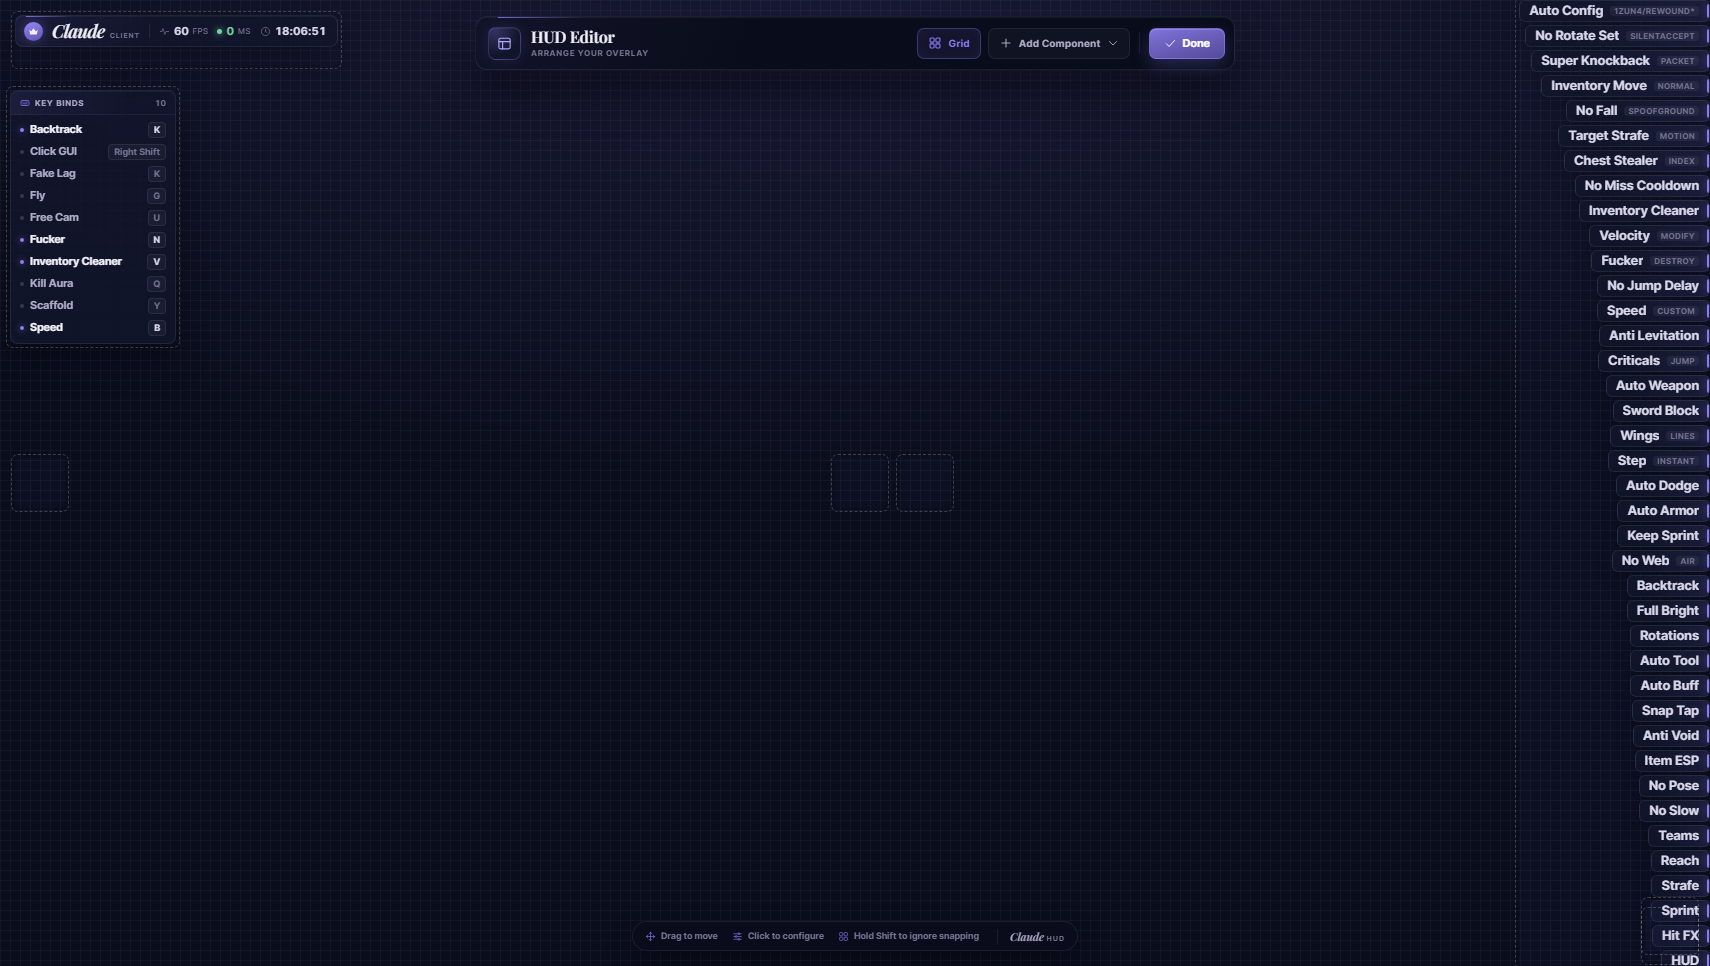 Claude CLIENT 60 FPS 0 MS 18:06:51
HUD Editor
ARRANGE YOUR OVERLAY
Grid
Add Component
Done
KEY BINDS 10
Backtrack K
Click GUI Right Shift
Fake Lag K
Fly G
Free Cam U
Fucker N
Inventory Cleaner V
Kill Aura Q
Scaffold Y
Speed B
Auto Config 1ZUN4/REWOUND*
No Rotate Set SILENTACCEPT
Super Knockback PACKET
Inventory Move NORMAL
No Fall SPOOFGROUND
Target Strafe MOTION
Chest Stealer INDEX
No Miss Cooldown
Inventory Cleaner
Velocity MODIFY
Fucker DESTROY
No Jump Delay
Speed CUSTOM
Anti Levitation
Criticals JUMP
Auto Weapon
Sword Block
Wings LINES
Step INSTANT
Auto Dodge
Auto Armor
Keep Sprint
No Web AIR
Backtrack
Full Bright
Rotations
Auto Tool
Auto Buff
Snap Tap
Anti Void
Item ESP
No Pose
No Slow
Teams
Reach
Strafe
Sprint
Hit FX
HUD
Drag to move Click to configure Hold Shift to ignore snapping Claude HUD